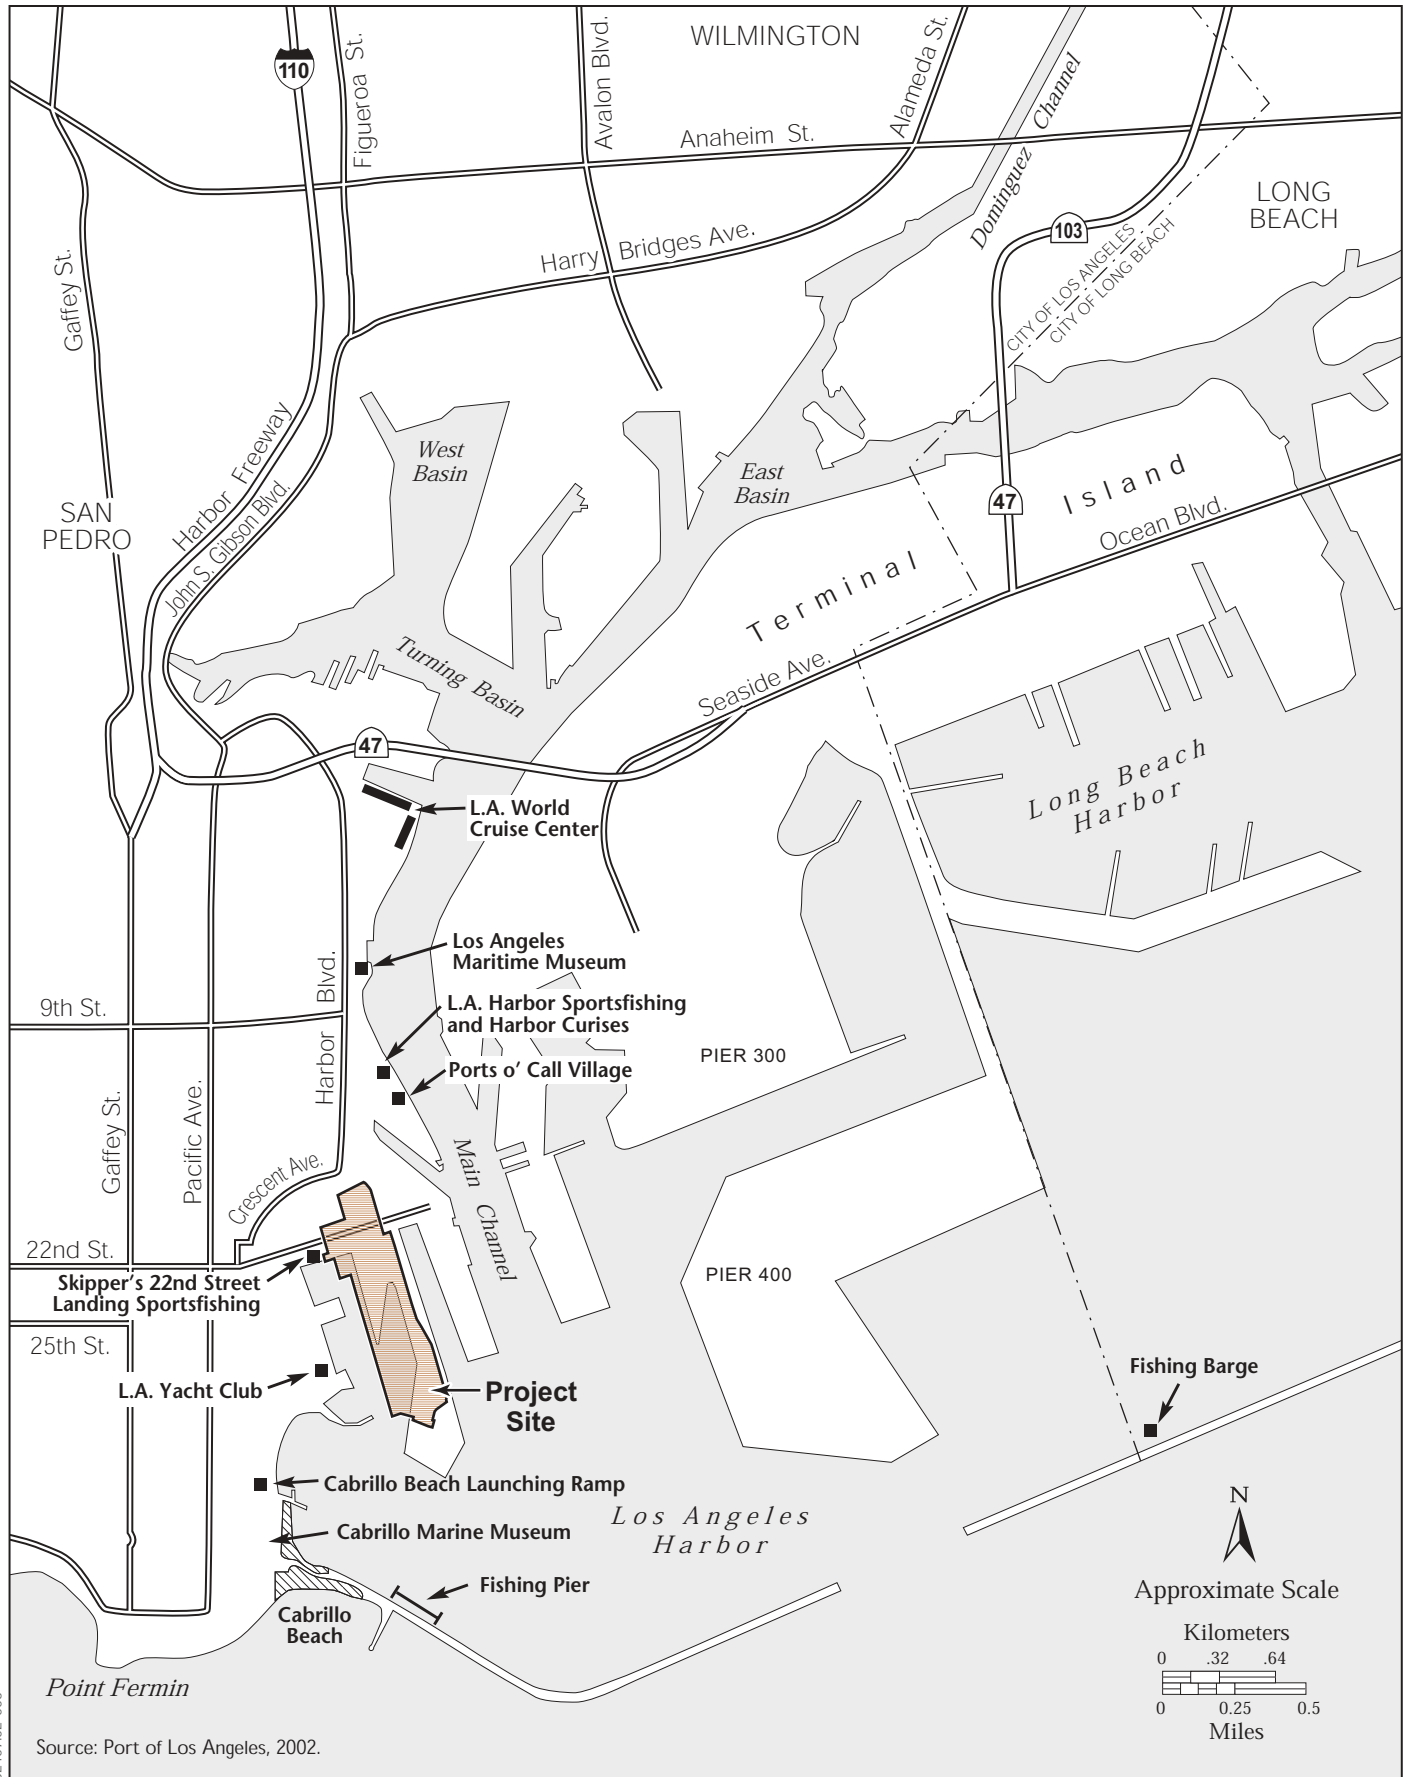 WILMINGTON
110
Figueroa St.
Avalon Blvd.
Alameda St.
Dominguez Channel
Anaheim St.
LONG
BEACH
103
Harry Bridges Ave.
CITY OF LOS ANGELES
CITY OF LONG BEACH
Gaffey St.
Harbor Freeway
John S. Gibson Blvd.
West
Basin
East
Basin
SAN
PEDRO
47
Island
Ocean Blvd.
Terminal
Turning Basin
Seaside Ave.
47
Long Beach
Harbor
L.A. World
Cruise Center
Los Angeles
Maritime Museum
9th St.
Harbor Blvd.
L.A. Harbor Sportsfishing
and Harbor Curises
PIER 300
Ports o' Call Village
Gaffey St.
Pacific Ave.
Crescent Ave.
Main Channel
22nd St.
Skipper's 22nd Street
Landing Sportsfishing
PIER 400
25th St.
L.A. Yacht Club
Project
Site
Fishing Barge
Cabrillo Beach Launching Ramp
Los Angeles
Harbor
Cabrillo Marine Museum
Fishing Pier
Cabrillo
Beach
Point Fermin
N
Approximate Scale
Kilometers
0 .32 .64
0 0.25 0.5
Miles
Source: Port of Los Angeles, 2002.